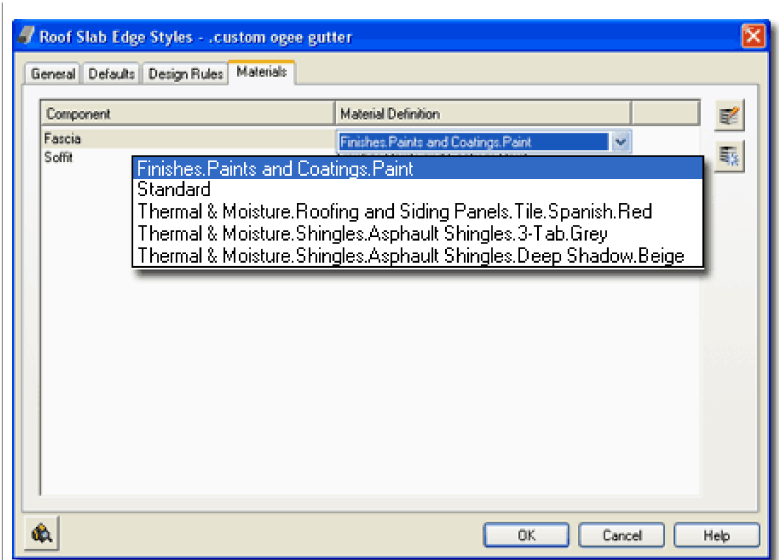 Roof Slab Edge Styles - .custom ogee gutter
General Defaults Design Rules Materials
Component Material Definition
Fascia Finishes.Paints and Coatings.Paint
Soffit
Finishes.Paints and Coatings.Paint
Standard
Thermal & Moisture.Roofing and Siding Panels.Tile.Spanish.Red
Thermal & Moisture.Shingles.Asphault Shingles.3-Tab.Grey
Thermal & Moisture.Shingles.Asphault Shingles.Deep Shadow.Beige
OK Cancel Help